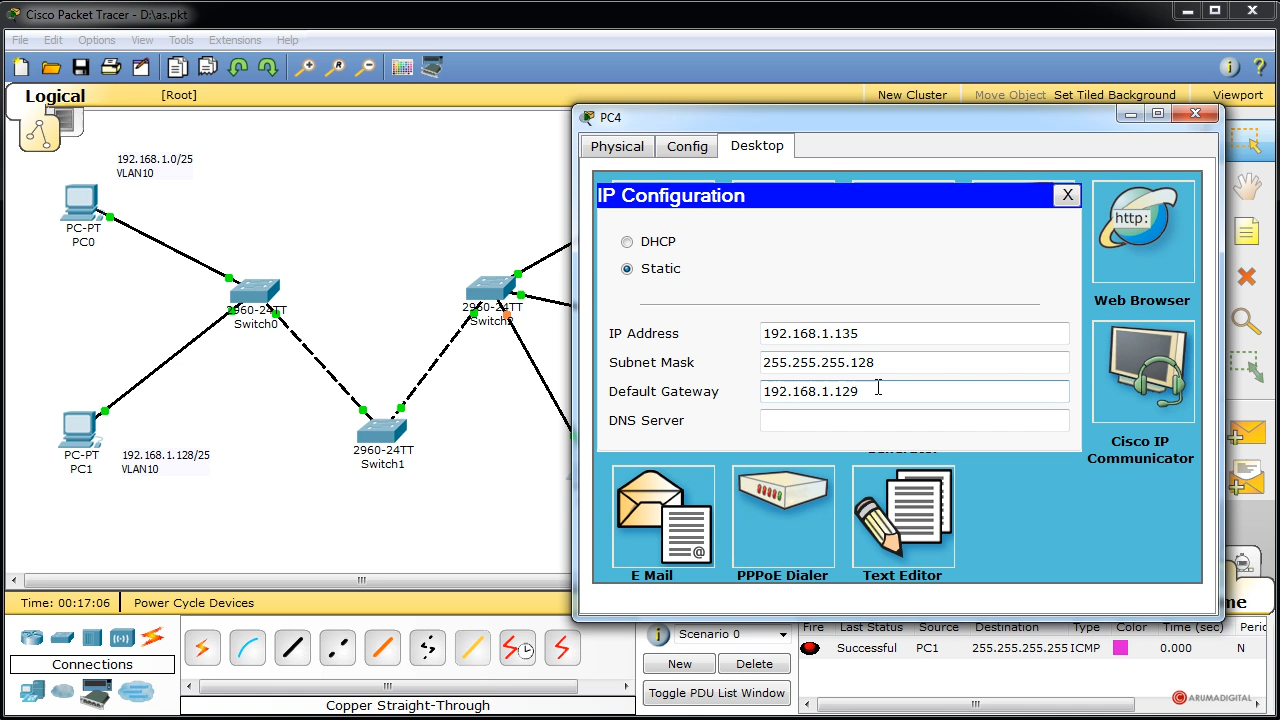 Cisco Packet Tracer - D:\as.pkt
File Edit Options View Tools Extensions Help
Logical
[Root]
New Cluster
Move Object
Set Tiled Background
Viewport
192.168.1.0/25
VLAN10
PC-PT
PC0
2960-24TT
Switch0
2960-24TT
Switch2
2960-24TT
Switch1
PC-PT
PC1
192.168.1.128/25
VLAN10
PC4
Physical
Config
Desktop
IP Configuration
X
DHCP
Static
IP Address
192.168.1.135
Subnet Mask
255.255.255.128
Default Gateway
192.168.1.129
DNS Server
http:
Web Browser
Cisco IP
Communicator
E Mail
PPPoE Dialer
Text Editor
Time: 00:17:06
Power Cycle Devices
Connections
Copper Straight-Through
Scenario 0
New
Delete
Toggle PDU List Window
Fire
Last Status
Source
Destination
Type
Color
Time (sec)
Successful
PC1
255.255.255.255
ICMP
0.000
N
ARUMADIGITAL